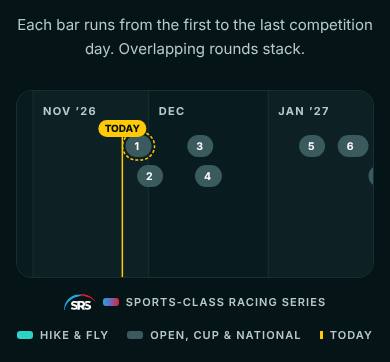 Each bar runs from the first to the last competition
day. Overlapping rounds stack.
NOV ’26 DEC JAN ’27
TODAY
1 3 5 6
2 4
SRS SPORTS-CLASS RACING SERIES
HIKE & FLY OPEN, CUP & NATIONAL TODAY